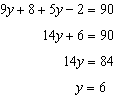 9y + 8 + 5y − 2 = 90
14y + 6 = 90
14y = 84
y = 6